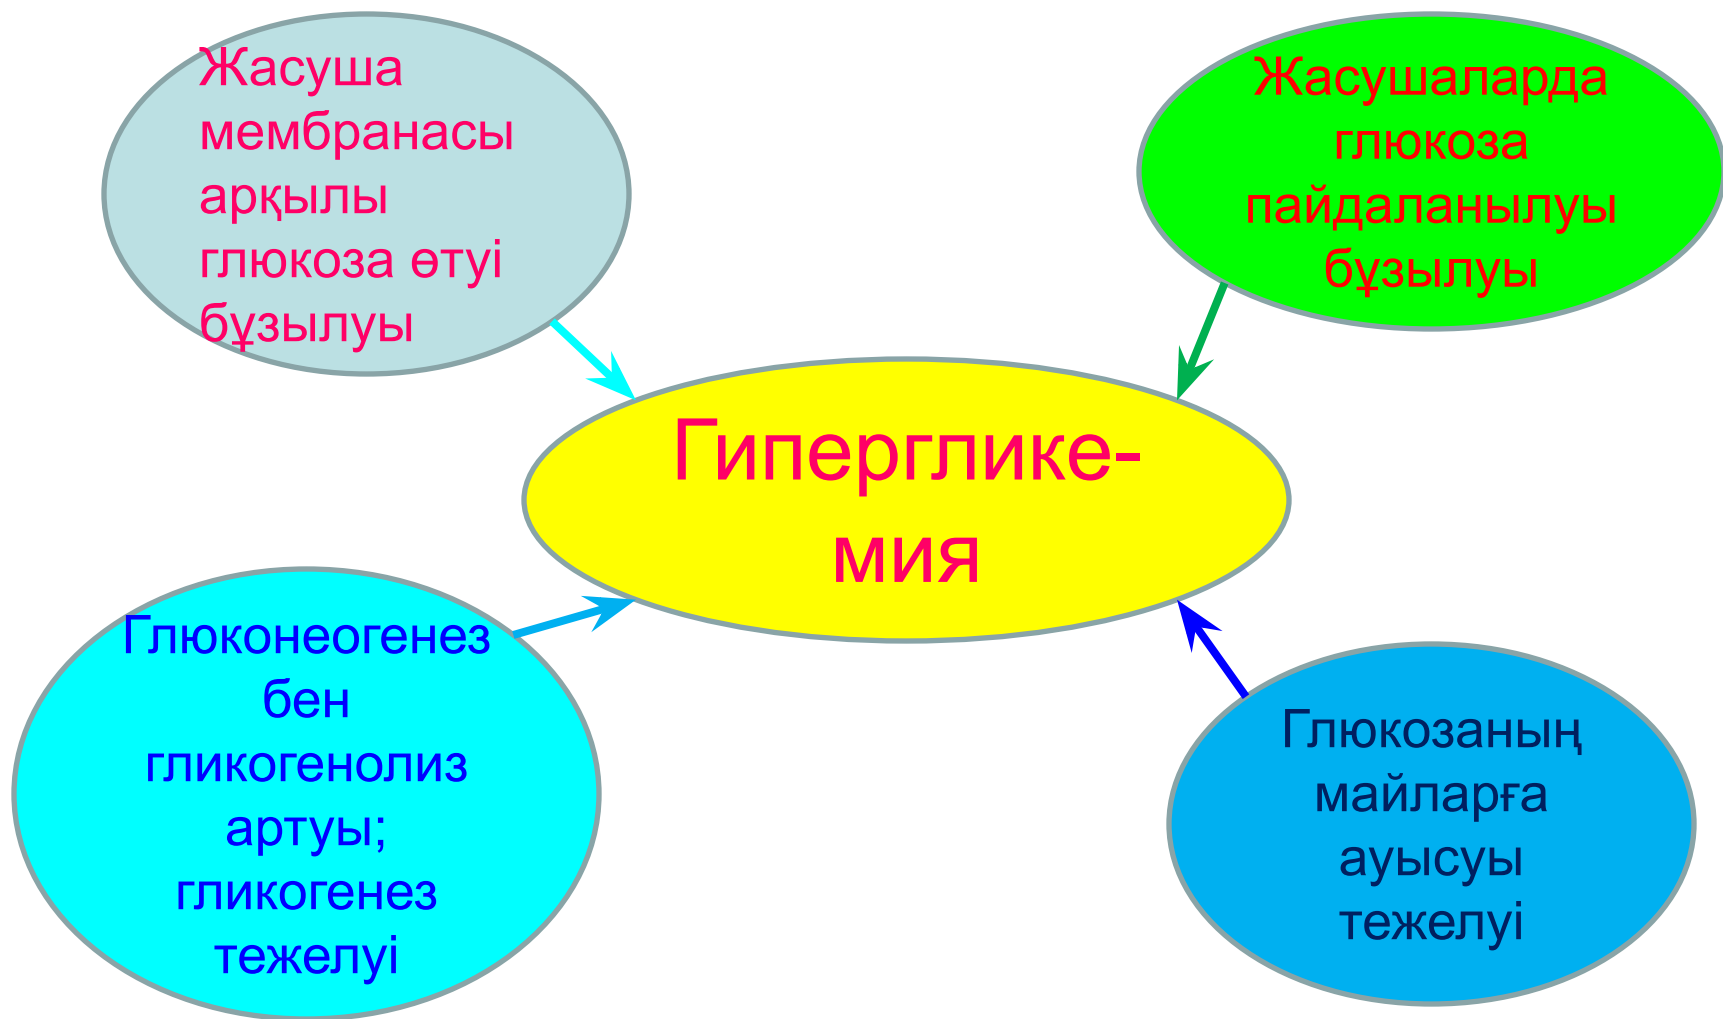 Жасуша
мембранасы
арқылы
глюкоза өтуі
бұзылуы
Жасушаларда
глюкоза
пайдаланылуы
бұзылуы
Гиперглике-
мия
Глюконеогенез
бен
гликогенолиз
артуы;
гликогенез
тежелуі
Глюкозаның
майларға
ауысуы
тежелуі